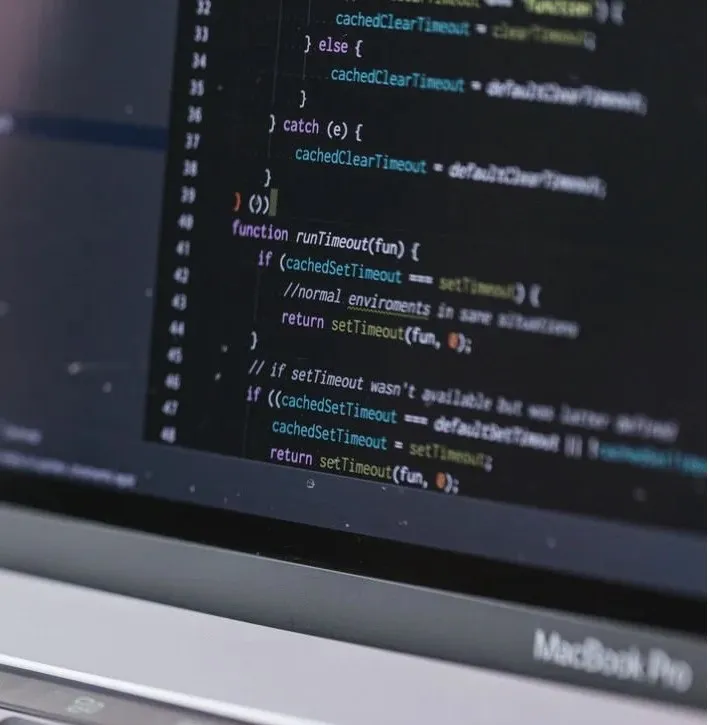 32
33 cachedClearTimeout = clearTimeout;
34 } else {
35 cachedClearTimeout = defaultClearTimeout;
36 }
37 } catch (e) {
38 cachedClearTimeout = defaultClearTimeout;
39 }
40 } ())
41 function runTimeout(fun) {
42 if (cachedSetTimeout === setTimeout) {
43 //normal enviroments in sane situations
44 return setTimeout(fun, 0);
45 }
46 // if setTimeout wasn't available but was latter defined
47 if ((cachedSetTimeout === defaultSetTimeout || !
48 cachedSetTimeout = setTimeout;
return setTimeout(fun, 0);
MacBook Pro